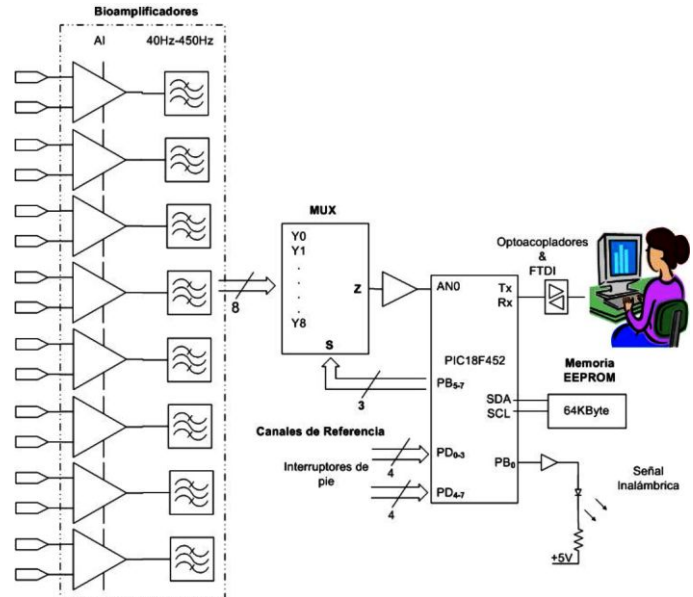 Bioamplificadores
AI 40Hz-450Hz
MUX
Y0
Y1
.
.
.
Y8
Z
S
8
3
AN0
Tx
Rx
PIC18F452
PB5-7
SDA
SCL
PD0-3
PB0
PD4-7
Optoacopladores
&
FTDI
Memoria
EEPROM
64KByte
Canales de Referencia
Interruptores de
pie
4
4
Señal
Inalámbrica
+5V